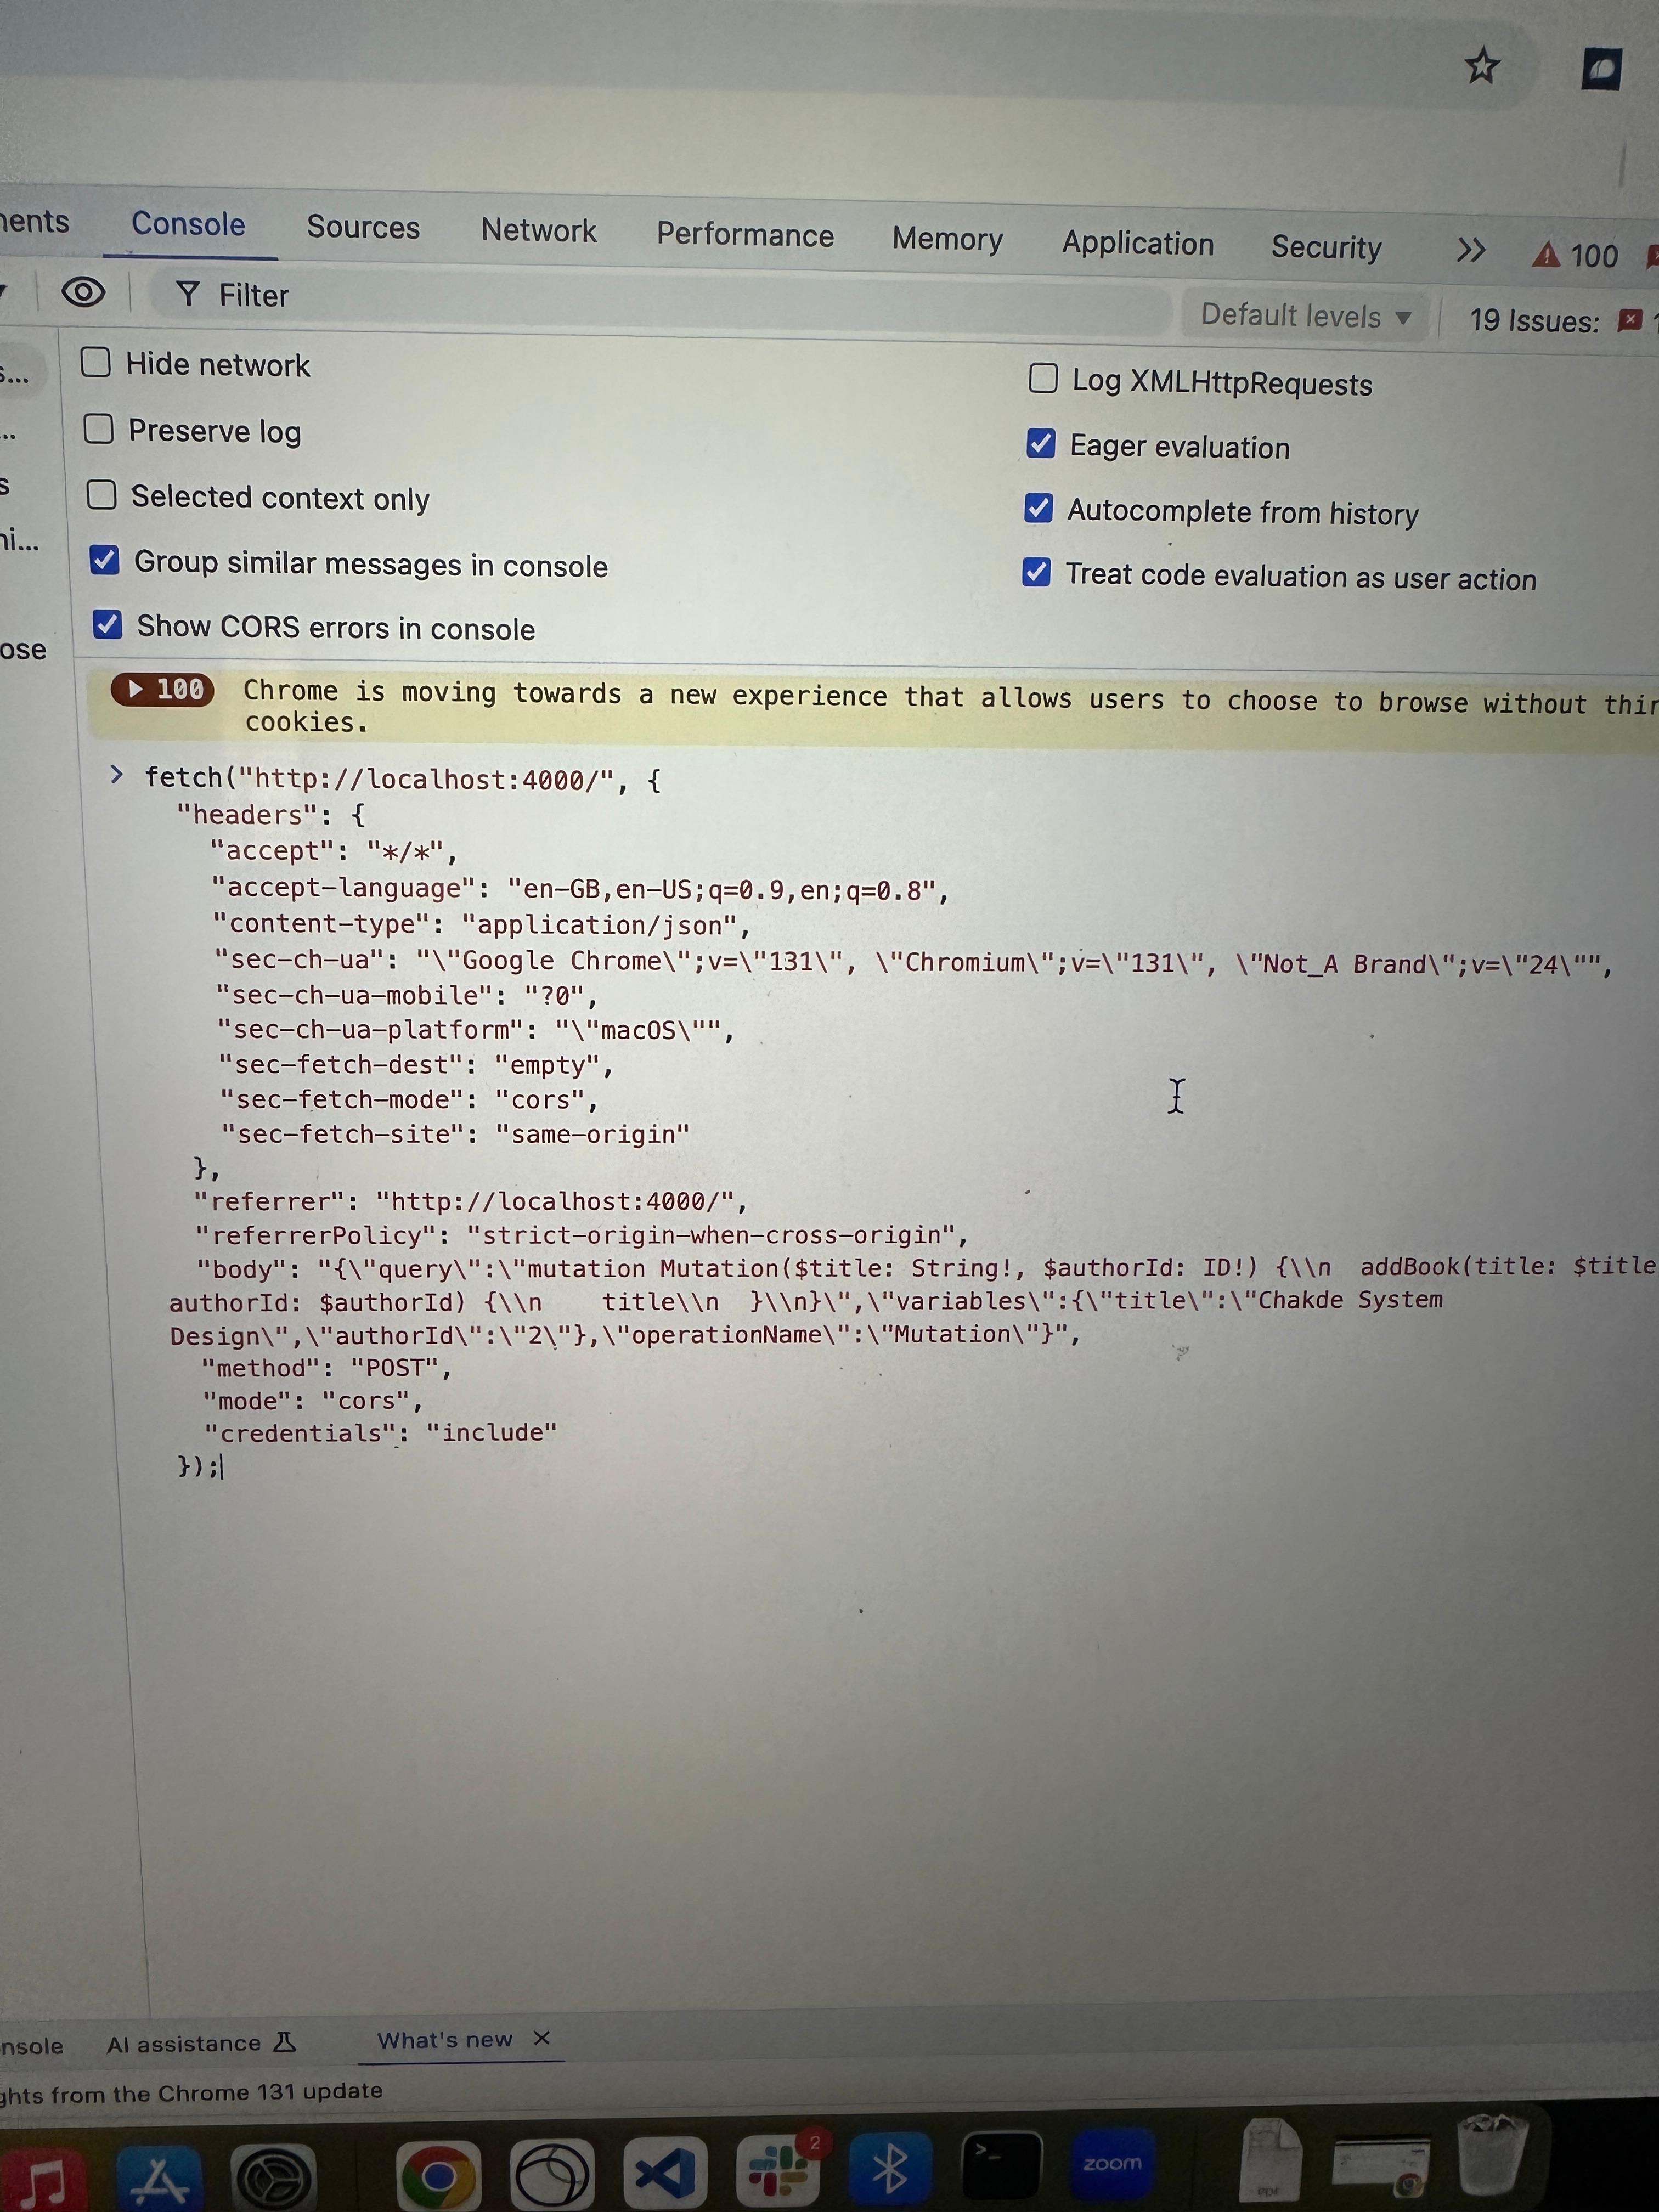 Console Sources Network Performance Memory Application Security 100
Filter Default levels 19 Issues:
Hide network
Log XMLHttpRequests
Preserve log
Eager evaluation
Selected context only
Autocomplete from history
Group similar messages in console
Treat code evaluation as user action
Show CORS errors in console
ose
100 Chrome is moving towards a new experience that allows users to choose to browse without
cookies.
> fetch("http://localhost:4000/", {
"headers": {
"accept": "*/*",
"accept-language": "en-GB,en-US;q=0.9,en;q=0.8",
"content-type": "application/json",
"sec-ch-ua": "\"Google Chrome\";v=\"131\", \"Chromium\";v=\"131\", \"Not_A Brand\";v=\"24\"",
"sec-ch-ua-mobile": "?0",
"sec-ch-ua-platform": "\"macOS\"",
"sec-fetch-dest": "empty",
"sec-fetch-mode": "cors",
"sec-fetch-site": "same-origin"
},
"referrer": "http://localhost:4000/",
"referrerPolicy": "strict-origin-when-cross-origin",
"body": "{\"query\":\"mutation Mutation($title: String!, $authorId: ID!) {\\n  addBook(title: $title
authorId: $authorId) {\\n    title\\n  }\\n}\",\"variables\":{\"title\":\"Chakde System
Design\",\"authorId\":\"2\"},\"operationName\":\"Mutation\"}",
"method": "POST",
"mode": "cors",
"credentials": "include"
});
nsole AI assistance What's new
ghts from the Chrome 131 update
2
zoom
PDF